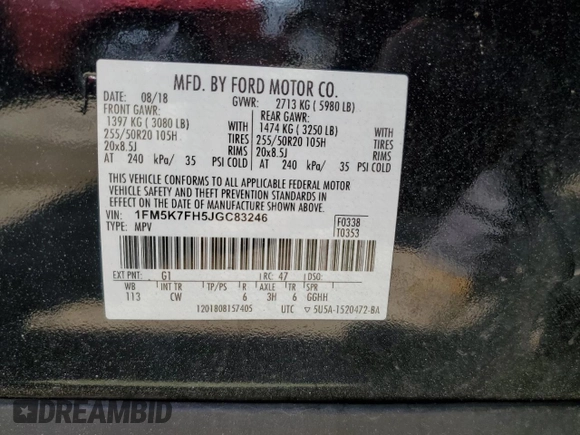 MFD. BY FORD MOTOR CO.
DATE: 08/18 GVWR: 2713 KG ( 5980 LB)
FRONT GAWR: REAR GAWR:
1397 KG ( 3080 LB) WITH 1474 KG ( 3250 LB) WITH
255/50R20 105H TIRES 255/50R20 105H TIRES
20x8.5J RIMS 20x8.5J RIMS
AT 240 kPa/ 35 PSI COLD AT 240 kPa/ 35 PSI COLD
THIS VEHICLE CONFORMS TO ALL APPLICABLE FEDERAL MOTOR
VEHICLE SAFETY AND THEFT PREVENTION STANDARDS IN
EFFECT ON THE DATE OF MANUFACTURE SHOWN ABOVE.
VIN: 1FM5K7FH5JGC83246 F0338
TYPE: MPV T0353
EXT PNT: G1 RC: 47 DSO:
WB INT TR TP/PS R AXLE TR SPR
113 CW 6 3H 6 GGHH
1201808157405 UTC ▽ 5U5A-1520472-BA
DREAMBID